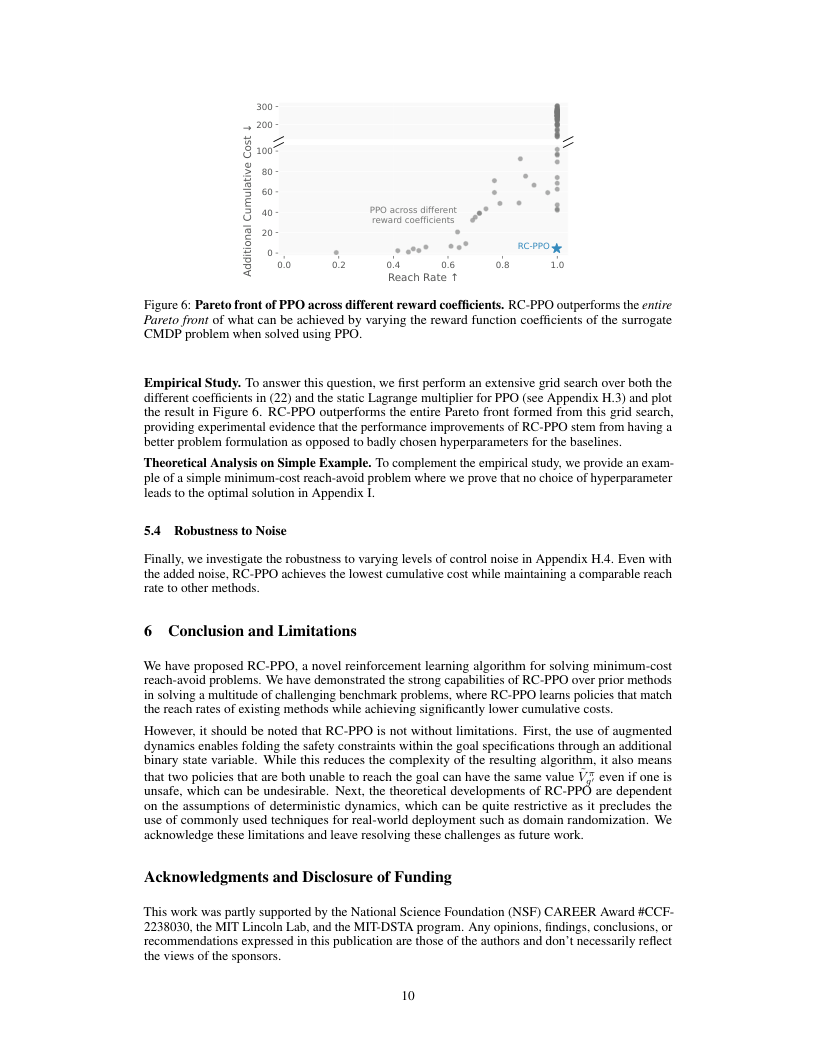 300
200
100
80
60
40
20
0
Additional Cumulative Cost ↓
PPO across different
reward coefficients
RC-PPO
0.0 0.2 0.4 0.6 0.8 1.0
Reach Rate ↑
Figure 6: Pareto front of PPO across different reward coefficients. RC-PPO outperforms the entire
Pareto front of what can be achieved by varying the reward function coefficients of the surrogate
CMDP problem when solved using PPO.
Empirical Study. To answer this question, we first perform an extensive grid search over both the
different coefficients in (22) and the static Lagrange multiplier for PPO (see Appendix H.3) and plot
the result in Figure 6. RC-PPO outperforms the entire Pareto front formed from this grid search,
providing experimental evidence that the performance improvements of RC-PPO stem from having a
better problem formulation as opposed to badly chosen hyperparameters for the baselines.
Theoretical Analysis on Simple Example. To complement the empirical study, we provide an exam-
ple of a simple minimum-cost reach-avoid problem where we prove that no choice of hyperparameter
leads to the optimal solution in Appendix I.
5.4 Robustness to Noise
Finally, we investigate the robustness to varying levels of control noise in Appendix H.4. Even with
the added noise, RC-PPO achieves the lowest cumulative cost while maintaining a comparable reach
rate to other methods.
6 Conclusion and Limitations
We have proposed RC-PPO, a novel reinforcement learning algorithm for solving minimum-cost
reach-avoid problems. We have demonstrated the strong capabilities of RC-PPO over prior methods
in solving a multitude of challenging benchmark problems, where RC-PPO learns policies that match
the reach rates of existing methods while achieving significantly lower cumulative costs.
However, it should be noted that RC-PPO is not without limitations. First, the use of augmented
dynamics enables folding the safety constraints within the goal specifications through an additional
binary state variable. While this reduces the complexity of the resulting algorithm, it also means
that two policies that are both unable to reach the goal can have the same value Ṽ^π_g′ even if one is
unsafe, which can be undesirable. Next, the theoretical developments of RC-PPO are dependent
on the assumptions of deterministic dynamics, which can be quite restrictive as it precludes the
use of commonly used techniques for real-world deployment such as domain randomization. We
acknowledge these limitations and leave resolving these challenges as future work.
Acknowledgments and Disclosure of Funding
This work was partly supported by the National Science Foundation (NSF) CAREER Award #CCF-
2238030, the MIT Lincoln Lab, and the MIT-DSTA program. Any opinions, findings, conclusions, or
recommendations expressed in this publication are those of the authors and don’t necessarily reflect
the views of the sponsors.
10